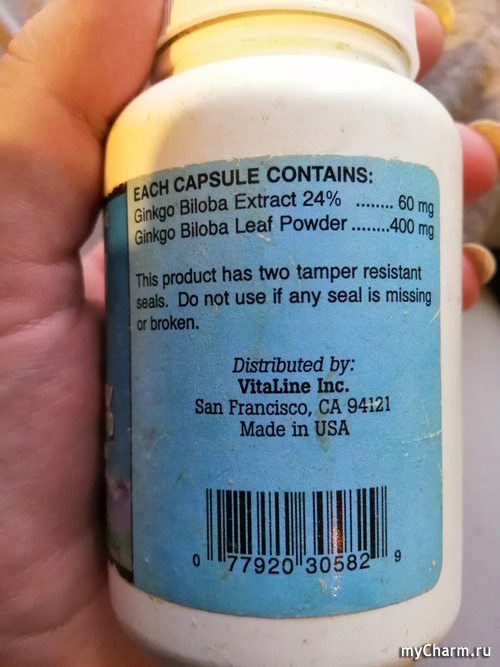 EACH CAPSULE CONTAINS:
Ginkgo Biloba Extract 24% ........ 60 mg
Ginkgo Biloba Leaf Powder ........400 mg
This product has two tamper resistant
seals. Do not use if any seal is missing
or broken.
Distributed by:
VitaLine Inc.
San Francisco, CA 94121
Made in USA
0 77920 30582 9
myCharm.ru